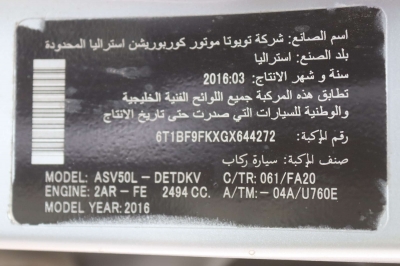 اسم الصانع: شركة تويوتا موتور كوربوريشن استراليا المحدودة
بلد الصنع: استراليا
سنة و شهر الانتاج: 2016:03
تطابق هذه المركبة جميع اللوائح الفنية الخليجية
والوطنية للسيارات التي صدرت حتى تاريخ الانتاج
رقم المركبة: 6T1BF9FKXGX644272
صنف المركبة: سيارة ركاب
MODEL: ASV50L-DETDKV C/TR: 061/FA20
ENGINE: 2AR-FE 2494 CC. A/TM: -04A/U760E
MODEL YEAR: 2016